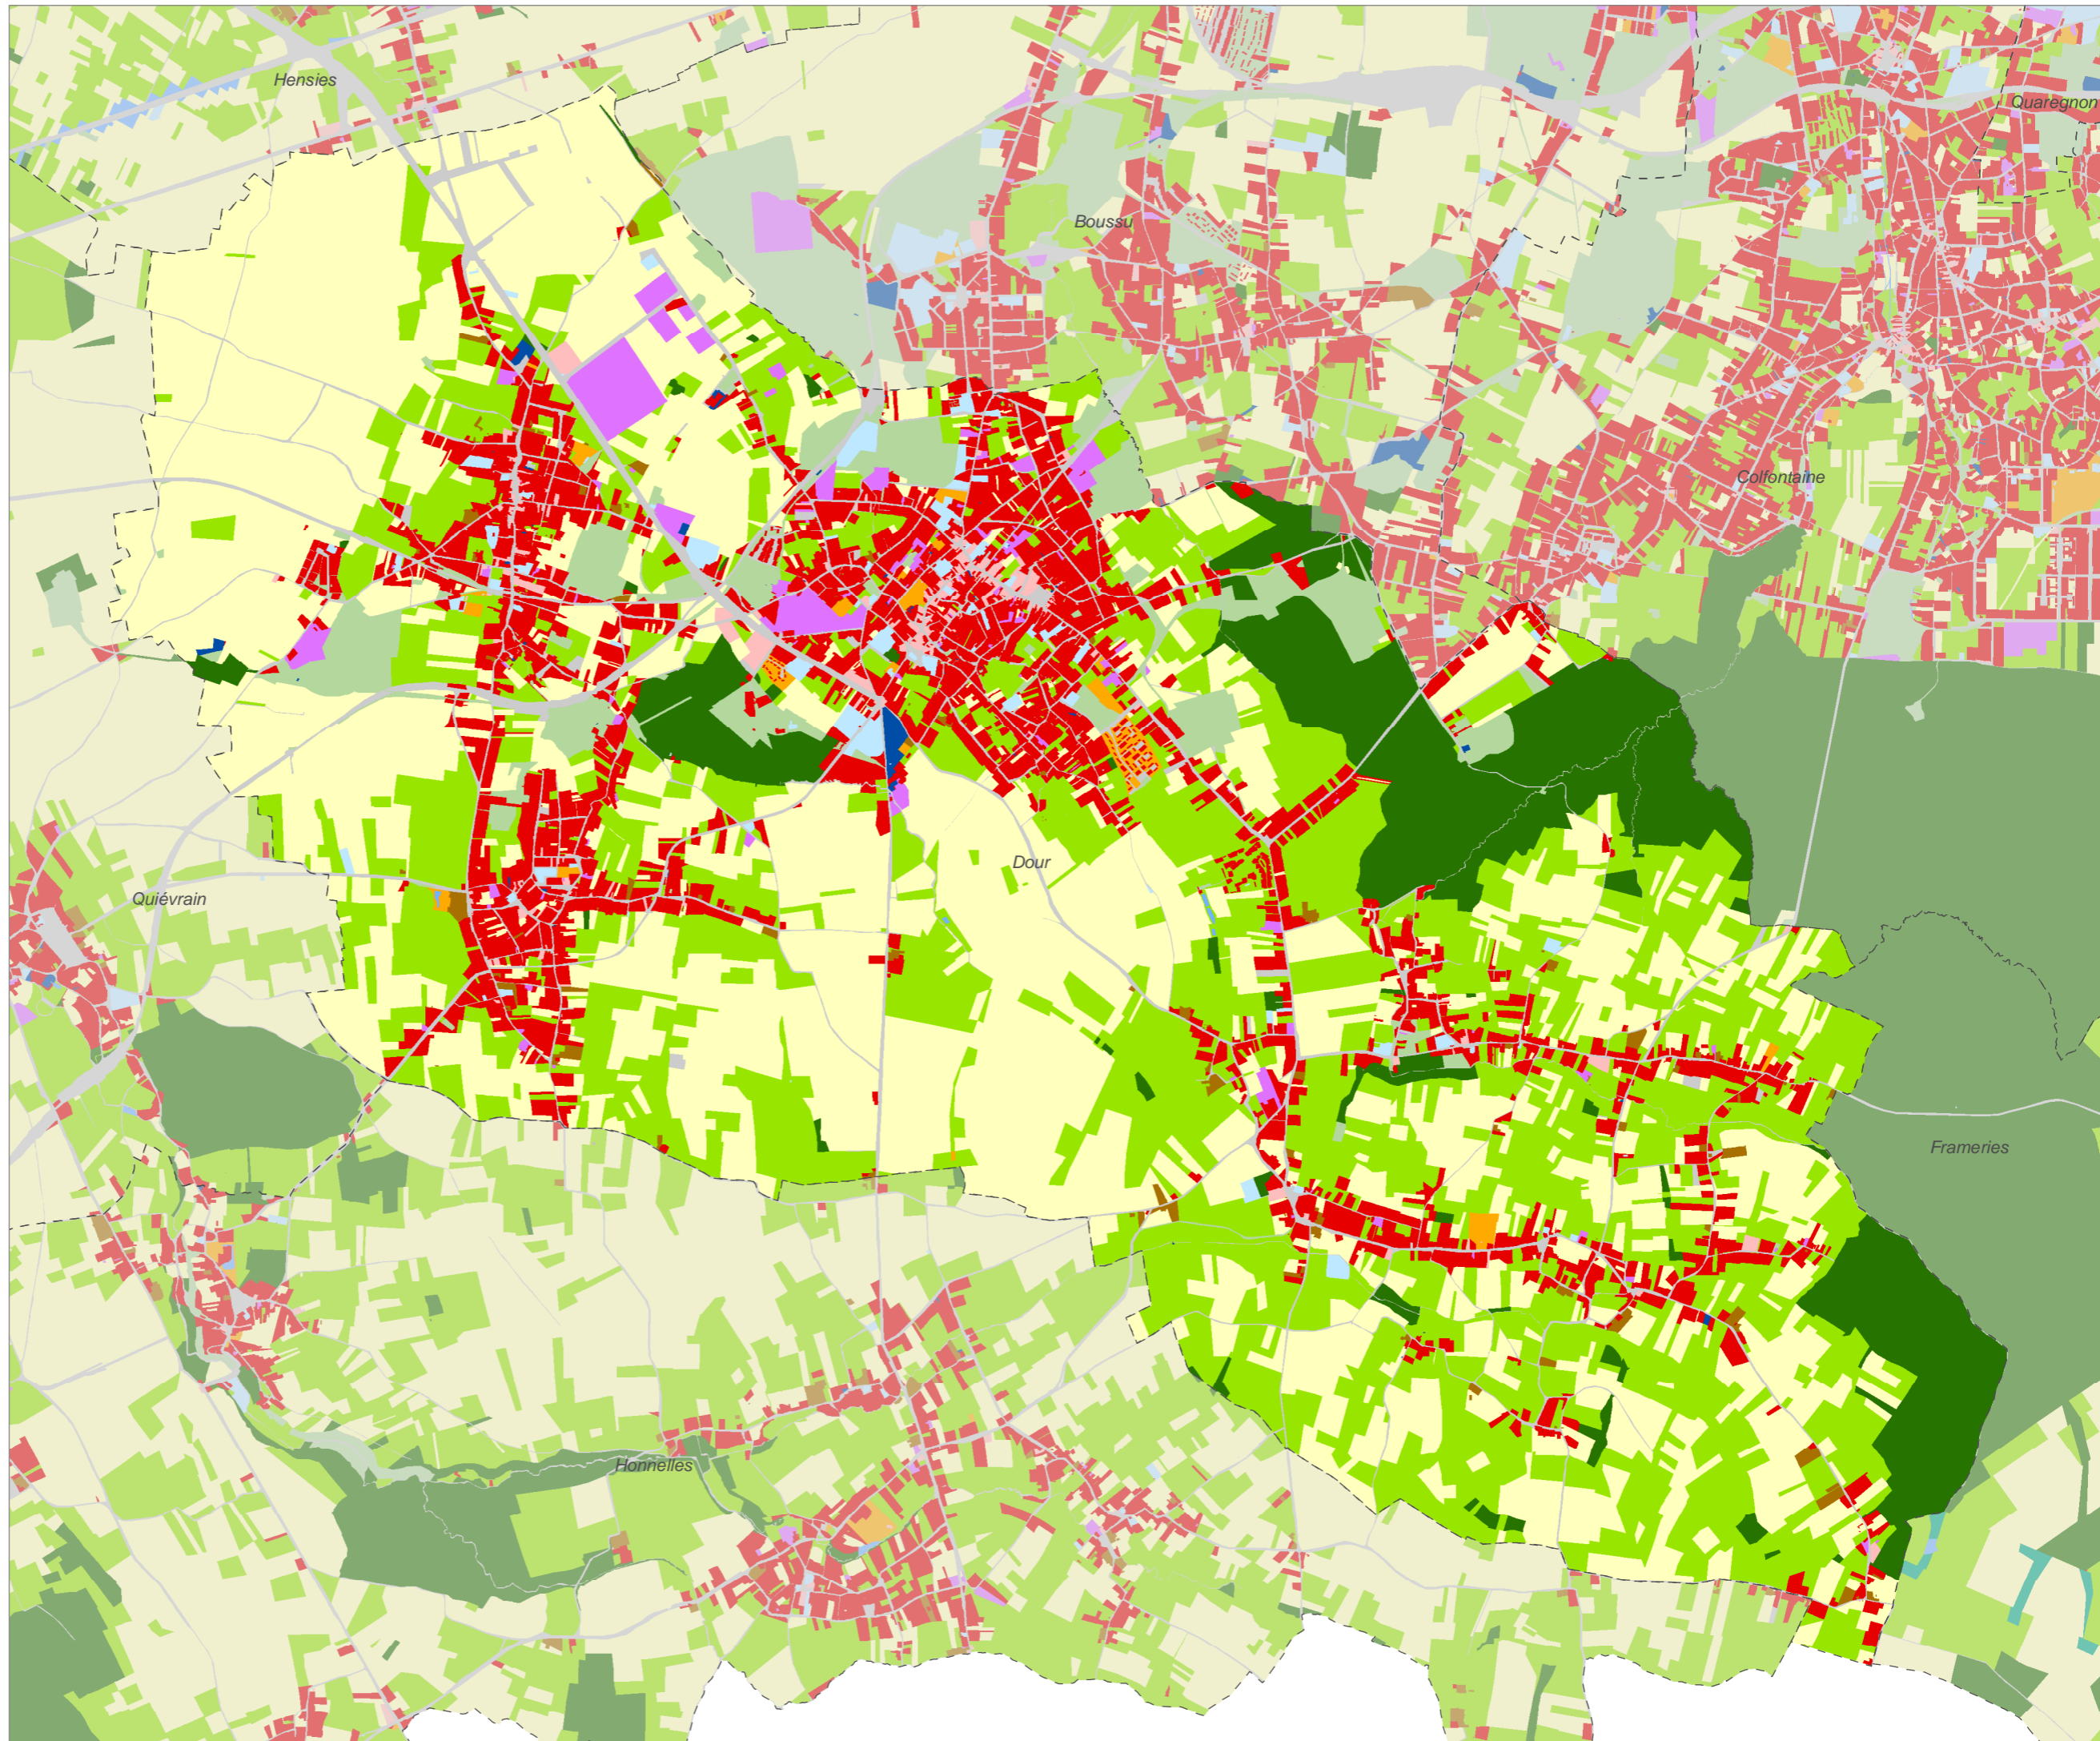 Hensies
Quaregnon
Boussu
Colfontaine
Dour
Quiévrain
Frameries
Honnelles